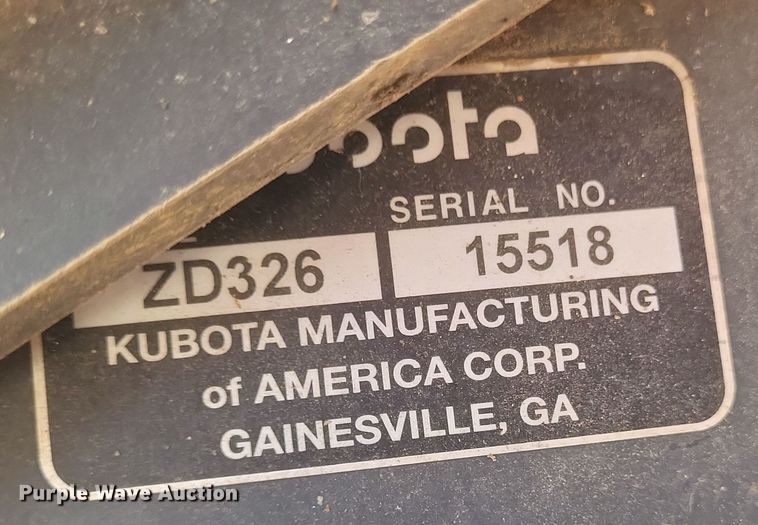 SERIAL NO.
ZD326 15518
KUBOTA MANUFACTURING
of AMERICA CORP.
GAINESVILLE, GA
Purple Wave Auction